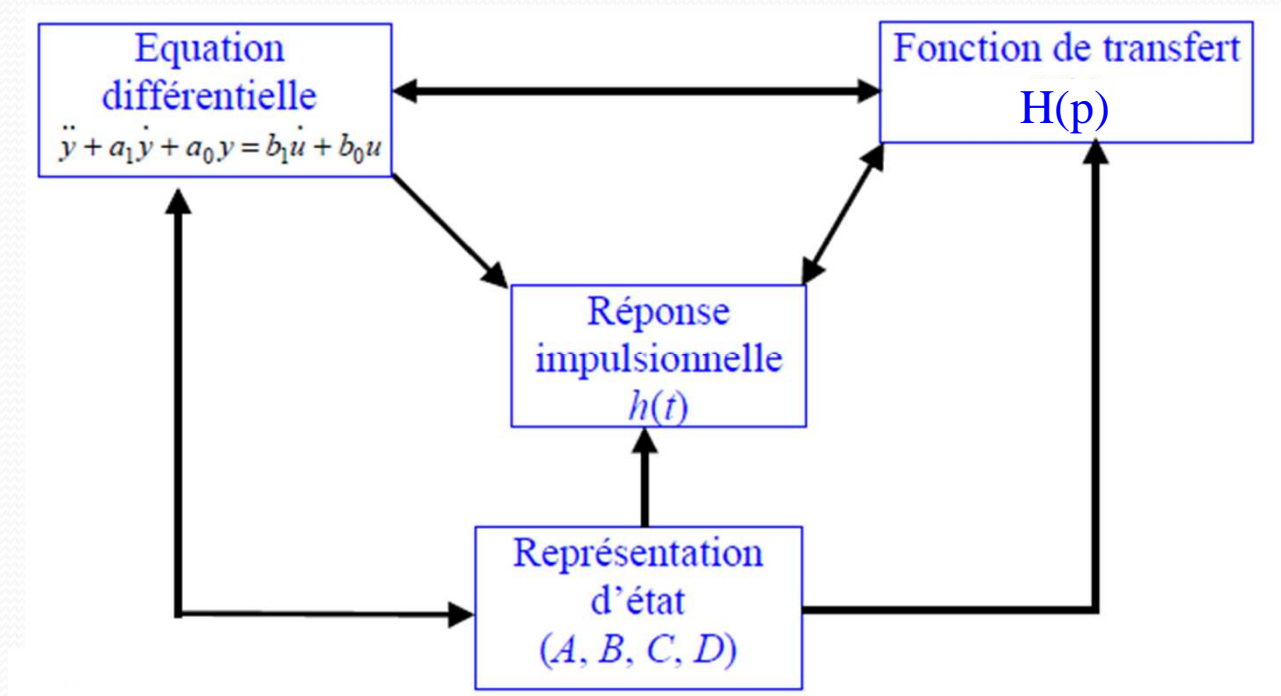 Equation
différentielle
ÿ + a₁ẏ + a₀y = b₁u̇ + b₀u
Fonction de transfert
H(p)
Réponse
impulsionnelle
h(t)
Représentation
d’état
(A, B, C, D)